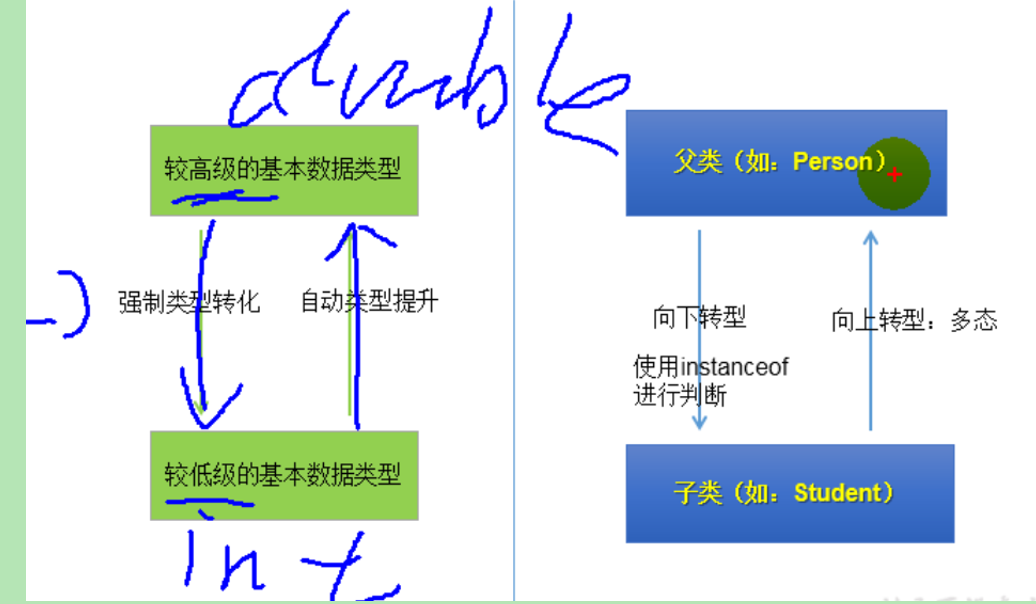 double
较高级的基本数据类型
强制类型转化
自动类型提升
较低级的基本数据类型
int
父类（如：Person）
向下转型
使用instanceof
进行判断
向上转型：多态
子类（如：Student）